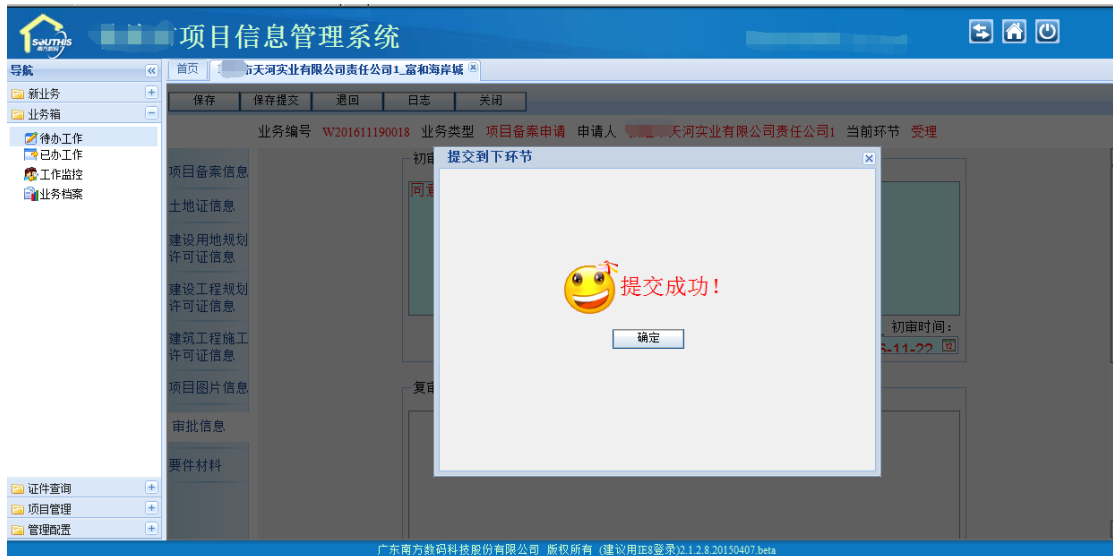 SOUTHIS
南方数码
项目信息管理系统
导航
首页
天河实业有限公司责任公司1_富和海岸城
新业务
业务箱
待办工作
已办工作
工作监控
业务档案
证件查询
项目管理
管理配置
保存 保存提交 退回 日志 关闭
业务编号 W201611190018 业务类型 项目备案申请 申请人 天河实业有限公司责任公司1 当前环节 受理
项目备案信息
土地证信息
建设用地规划
许可证信息
建设工程规划
许可证信息
建筑工程施工
许可证信息
项目图片信息
审批信息
要件材料
初审
同意
提交到下环节
提交成功!
确定
初审时间:
-11-22
复审
广东南方数码科技股份有限公司 版权所有 (建议用IE8登录)2.1.2.8.20150407.beta